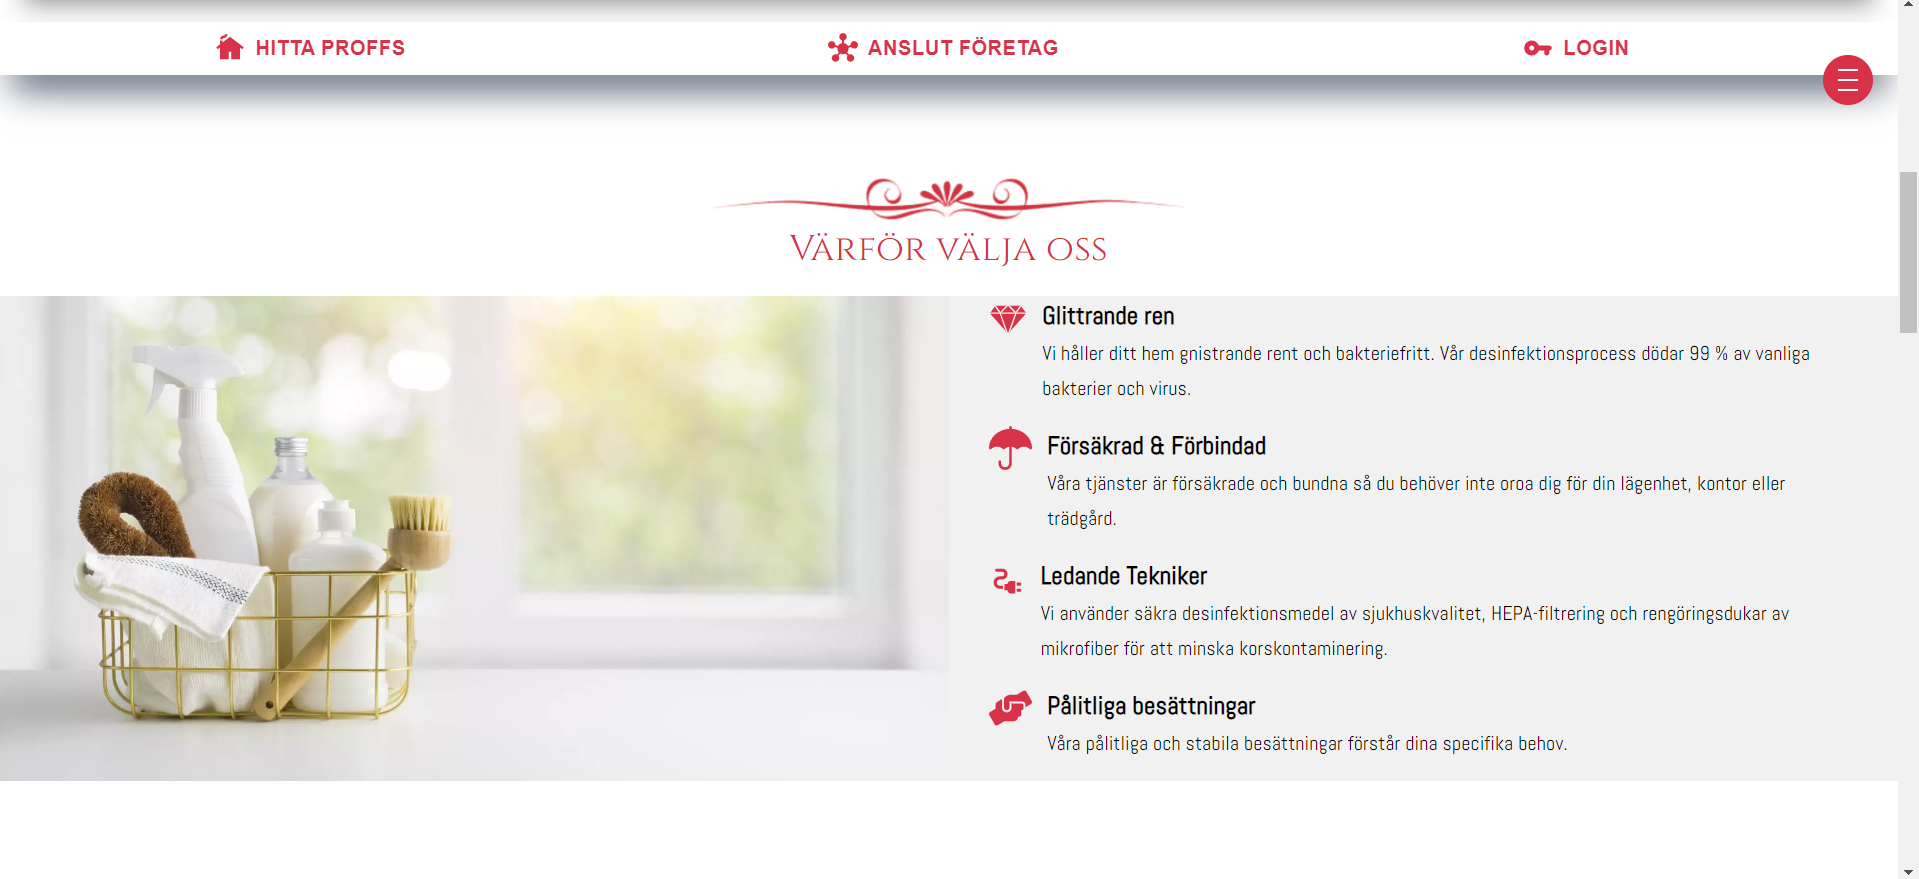 HITTA PROFFS
ANSLUT FÖRETAG
LOGIN
VÄRFÖR VÄLJA OSS
Glittrande ren
Vi håller ditt hem gnistrande rent och bakteriefritt. Vår desinfektionsprocess dödar 99 % av vanliga
bakterier och virus.
Försäkrad & Förbindad
Våra tjänster är försäkrade och bundna så du behöver inte oroa dig för din lägenhet, kontor eller
trädgård.
Ledande Tekniker
Vi använder säkra desinfektionsmedel av sjukhuskvalitet, HEPA-filtrering och rengöringsdukar av
mikrofiber för att minska korskontaminering.
Pålitliga besättningar
Våra pålitliga och stabila besättningar förstår dina specifika behov.